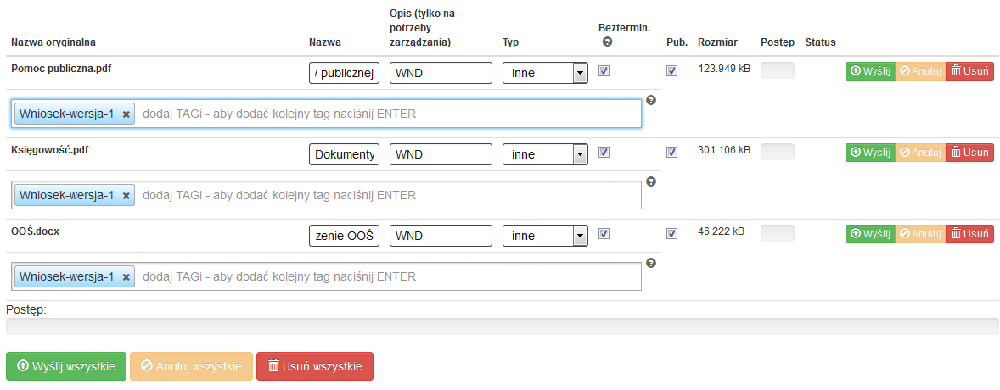 Nazwa oryginalna Nazwa Opis (tylko na potrzeby zarządzania) Typ Beztermin. Pub. Rozmiar Postęp Status
Pomoc publiczna.pdf publicznej WND inne 123.949 kB Wyślij Anuluj Usuń
Wniosek-wersja-1 × dodaj TAGi - aby dodać kolejny tag naciśnij ENTER
Księgowość.pdf Dokumenty WND inne 301.106 kB Wyślij Anuluj Usuń
Wniosek-wersja-1 × dodaj TAGi - aby dodać kolejny tag naciśnij ENTER
OOŚ.docx zenie OOŚ WND inne 46.222 kB Wyślij Anuluj Usuń
Wniosek-wersja-1 × dodaj TAGi - aby dodać kolejny tag naciśnij ENTER
Postęp:
Wyślij wszystkie Anuluj wszystkie Usuń wszystkie